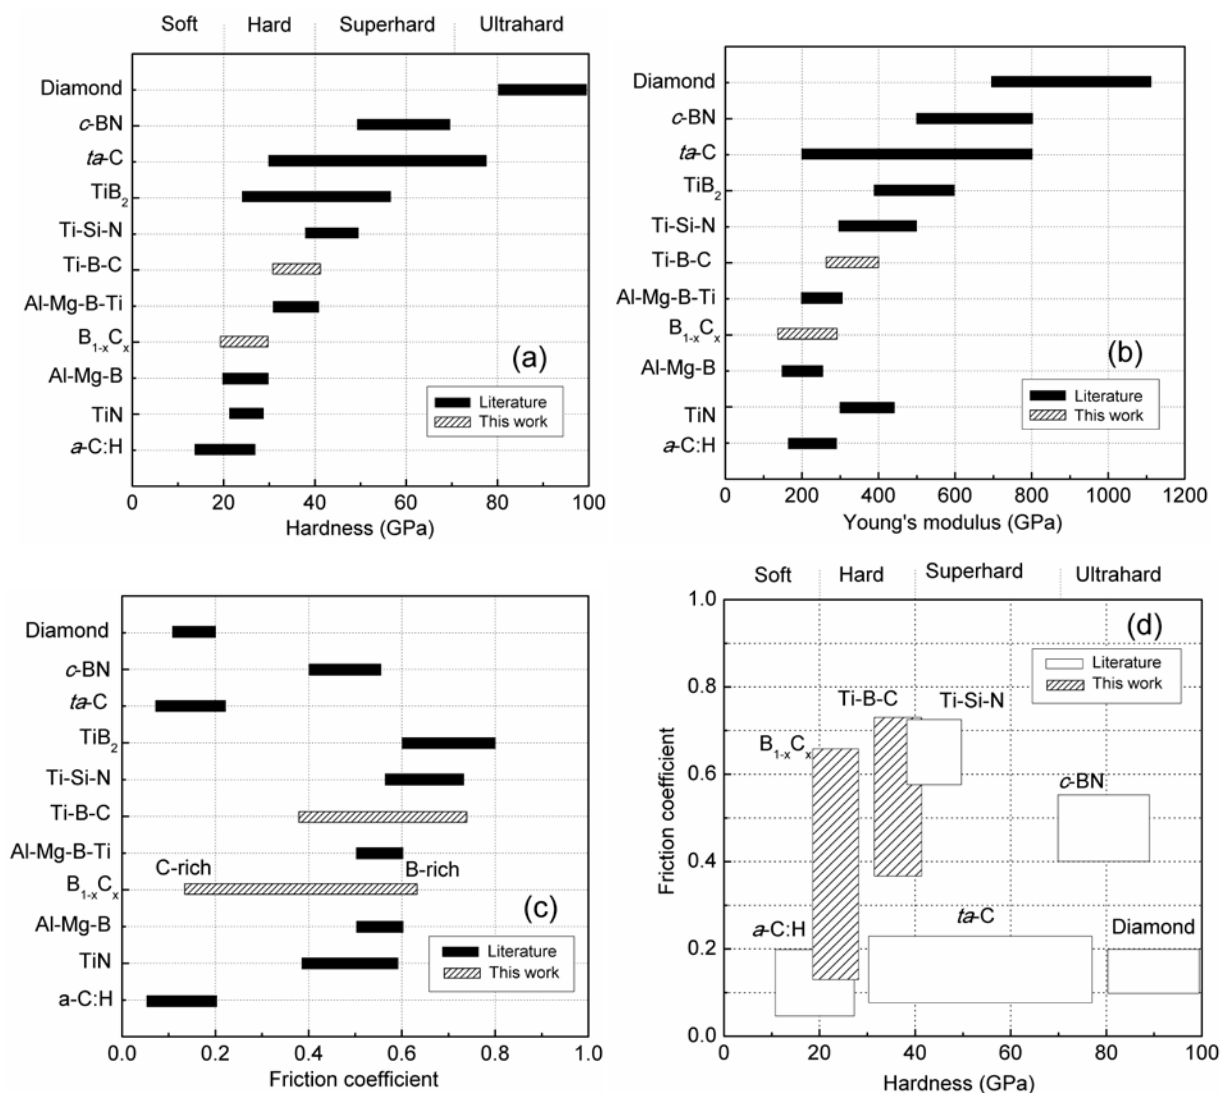 Soft Hard Superhard Ultrahard
Diamond
c-BN
ta-C
TiB2
Ti-Si-N
Ti-B-C
Al-Mg-B-Ti
B1-xCx
Al-Mg-B
TiN
a-C:H
(a)
Literature
This work
0 20 40 60 80 100
Hardness (GPa)
Diamond
c-BN
ta-C
TiB2
Ti-Si-N
Ti-B-C
Al-Mg-B-Ti
B1-xCx
Al-Mg-B
TiN
a-C:H
(b)
Literature
This work
0 200 400 600 800 1000 1200
Young's modulus (GPa)
Diamond
c-BN
ta-C
TiB2
Ti-Si-N
Ti-B-C
Al-Mg-B-Ti
C-rich B-rich
B1-xCx
Al-Mg-B
TiN
a-C:H
(c)
Literature
This work
0.0 0.2 0.4 0.6 0.8 1.0
Friction coefficient
Soft Hard Superhard Ultrahard
1.0
0.8
0.6
0.4
0.2
0.0
Friction coefficient
(d)
Literature
This work
Ti-B-C Ti-Si-N
B1-xCx
c-BN
a-C:H ta-C Diamond
0 20 40 60 80 100
Hardness (GPa)